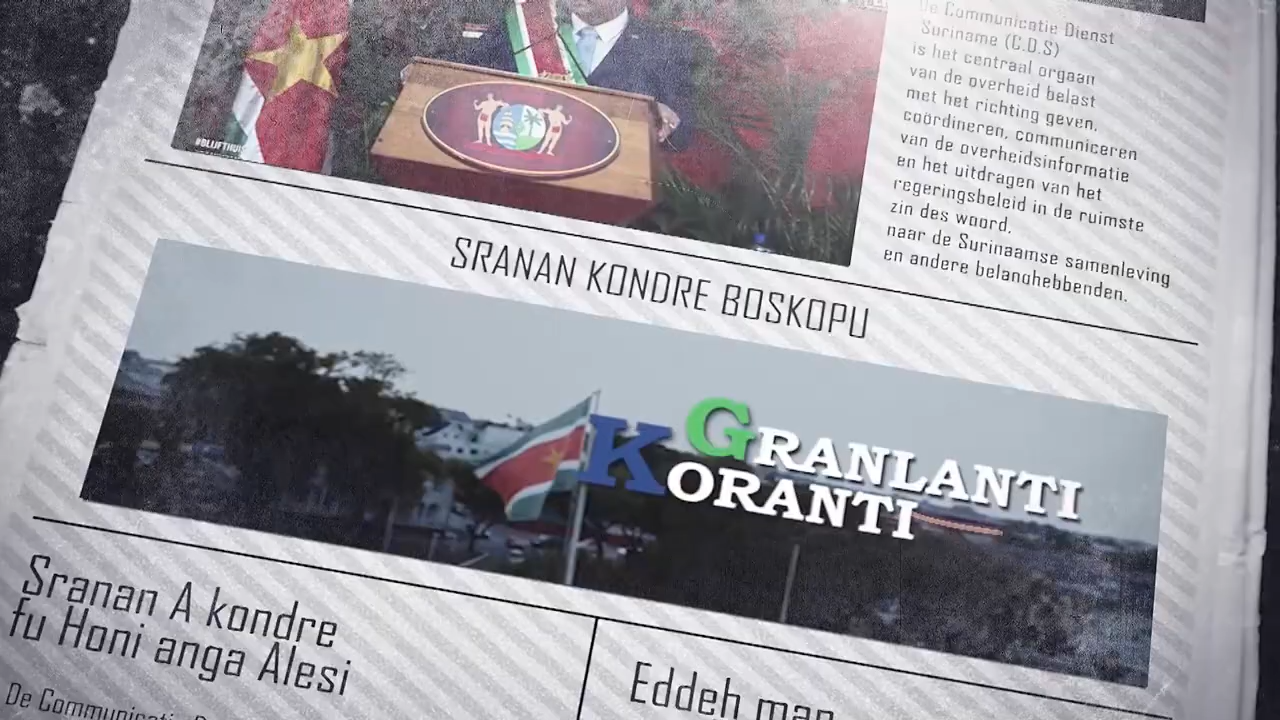 De Communicatie Dienst
Suriname (C.D.S)
is het centraal orgaan
van de overheid belast
met het richting geven,
coördineren, communiceren
van de overheidsinformatie
en het uitdragen van het
regeringsbeleid in de ruimste
zin des woord.
naar de Surinaamse samenleving
en andere belanghebbenden.
SRANAN KONDRE BOSKOPU
GRANLANTI
KORANTI
Sranan A kondre
fu Honi anga Alesi
De Communicatie
Eddeh man